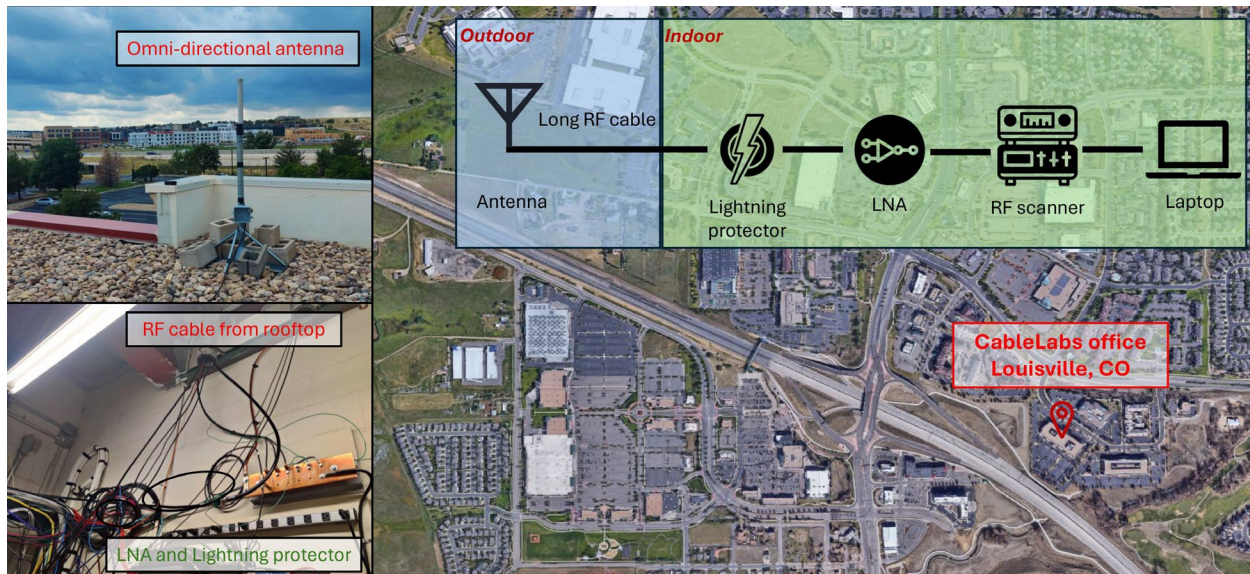 Omni-directional antenna
RF cable from rooftop
LNA and Lightning protector
Outdoor
Indoor
Long RF cable
Antenna
Lightning
protector
LNA
RF scanner
Laptop
CableLabs office
Louisville, CO